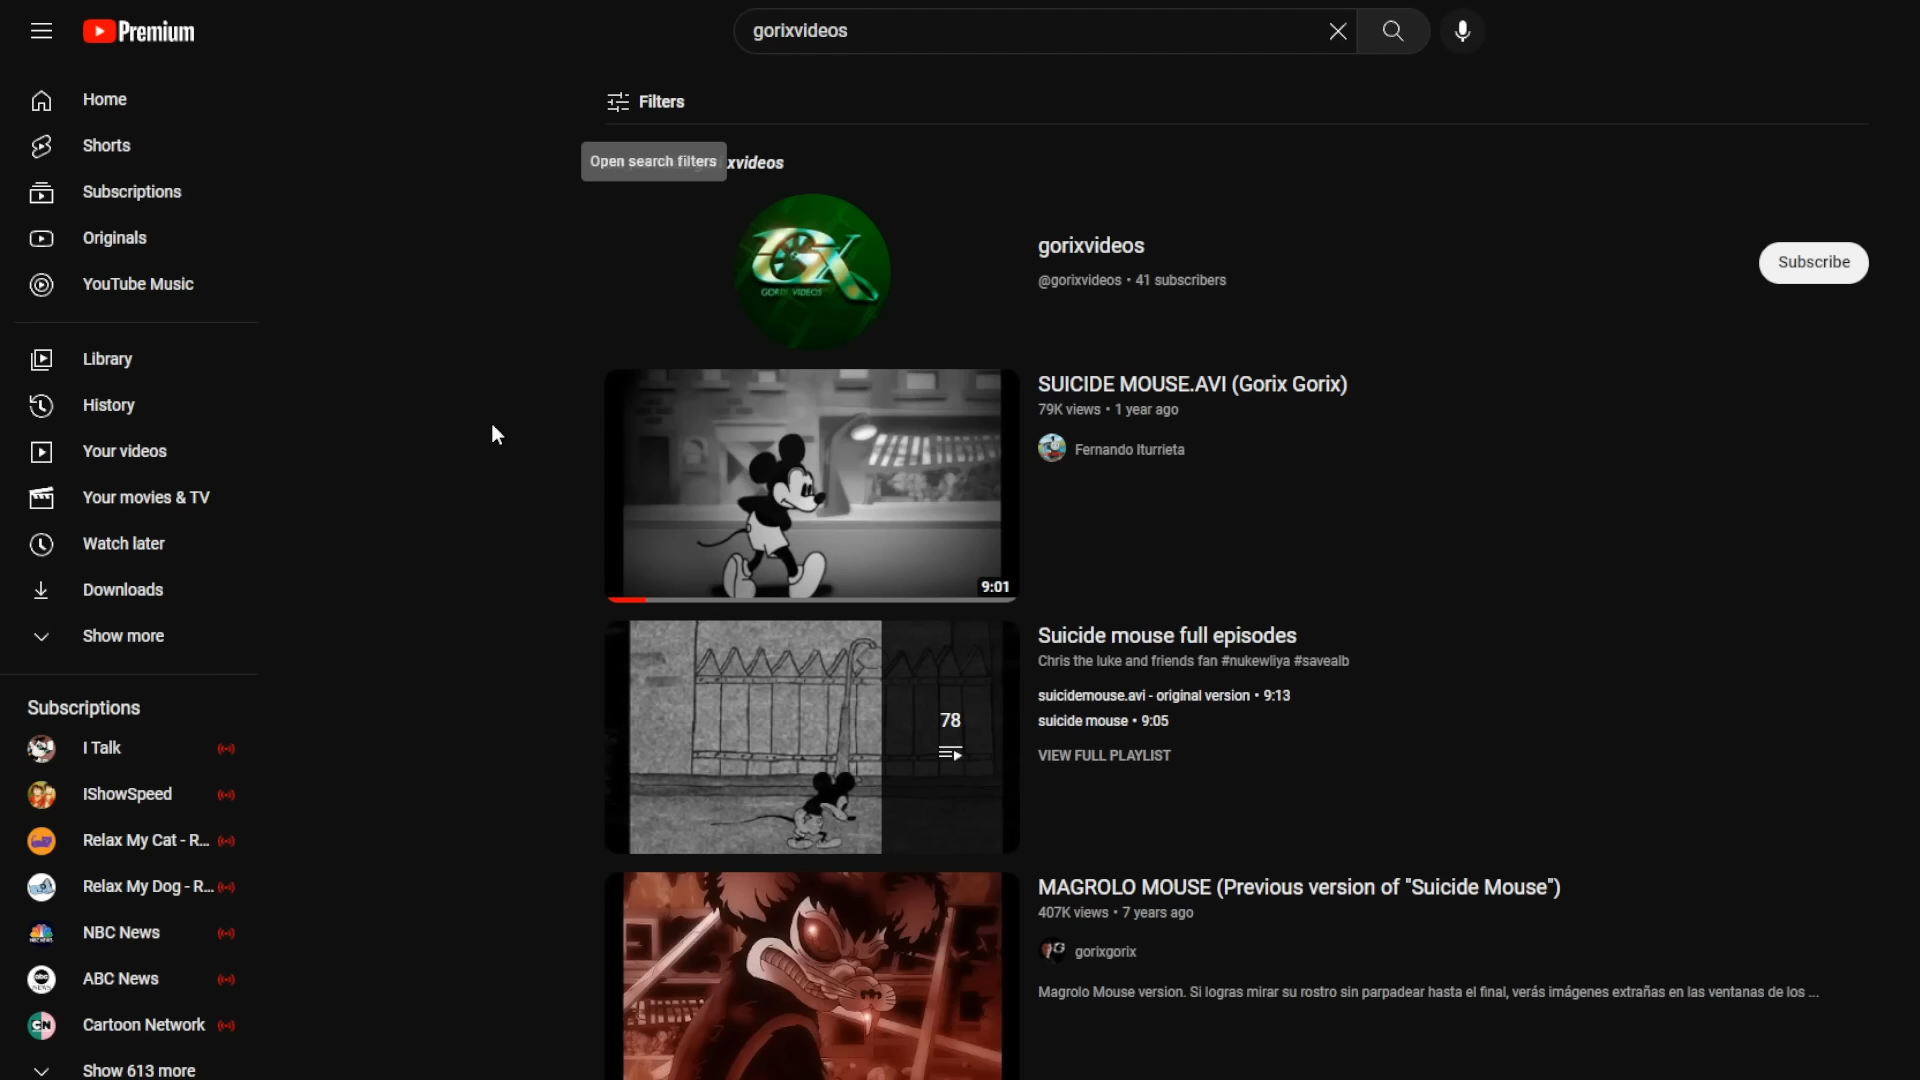 Premium
gorixvideos
Home
Shorts
Subscriptions
Originals
YouTube Music
Library
History
Your videos
Your movies & TV
Watch later
Downloads
Show more
Subscriptions
I Talk
IShowSpeed
Relax My Cat - R...
Relax My Dog - R...
NBC News
ABC News
Cartoon Network
Show 613 more
Filters
Open search filters
xvideos
GORIX VIDEOS
gorixvideos
@gorixvideos • 41 subscribers
Subscribe
9:01
SUICIDE MOUSE.AVI (Gorix Gorix)
79K views • 1 year ago
Fernando Iturrieta
78
Suicide mouse full episodes
Chris the luke and friends fan #nukewliya #savealb
suicidemouse.avi - original version • 9:13
suicide mouse • 9:05
VIEW FULL PLAYLIST
MAGROLO MOUSE (Previous version of "Suicide Mouse")
407K views • 7 years ago
gorixgorix
Magrolo Mouse version. Si logras mirar su rostro sin parpadear hasta el final, verás imágenes extrañas en las ventanas de los ...